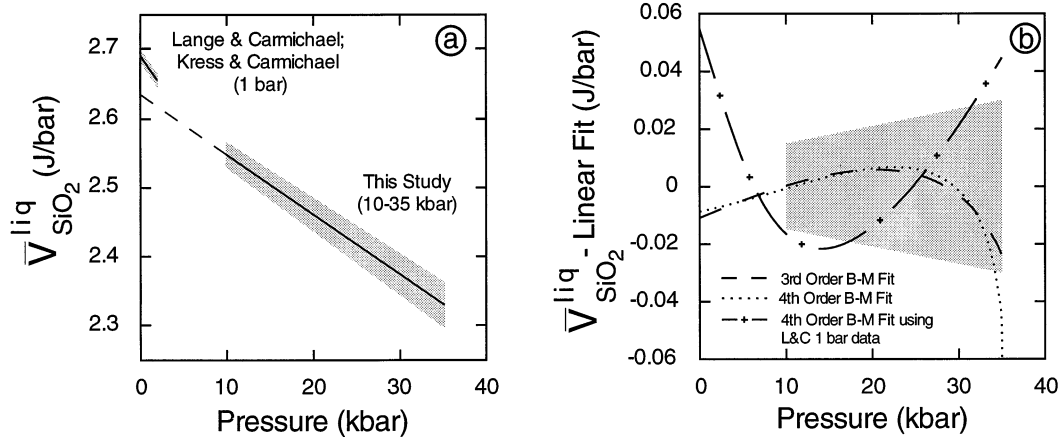 2.7
2.6
2.5
2.4
2.3
V̅ liq SiO2 (J/bar)
Lange & Carmichael;
Kress & Carmichael
(1 bar)
a
This Study
(10-35 kbar)
0 10 20 30 40
Pressure (kbar)
0.06
0.04
0.02
0
-0.02
-0.04
-0.06
V̅ liq SiO2 - Linear Fit (J/bar)
b
3rd Order B-M Fit
4th Order B-M Fit
4th Order B-M Fit using
L&C 1 bar data
0 10 20 30 40
Pressure (kbar)